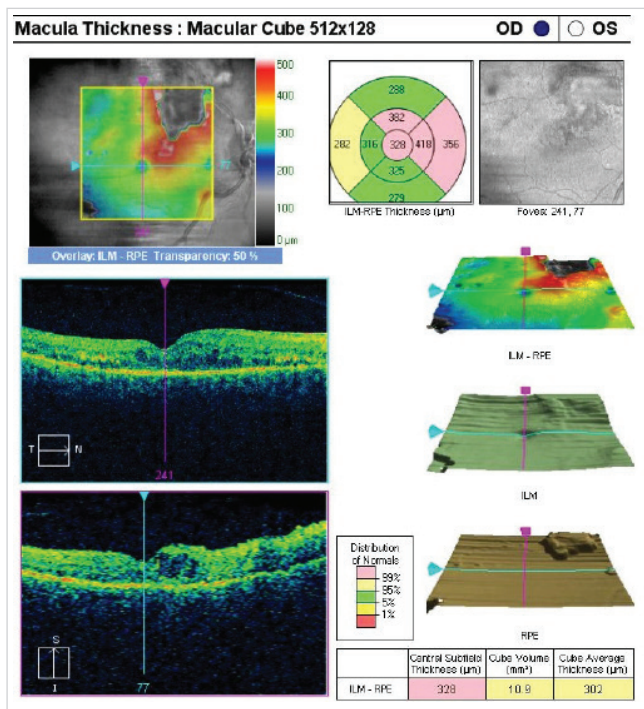 Macula Thickness : Macular Cube 512x128 OD OS
500
400
300
200
100
0 µm
77
Overlay: ILM - RPE Transparency: 50 %
288
382
282 316 328 418 356
325
279
ILM-RPE Thickness (µm)
Fovea: 241, 77
ILM - RPE
T N
241
ILM
S
I
77
Distribution
of Normals
99%
95%
5%
1%
RPE
Central Subfield Thickness (µm) Cube Volume (mm³) Cube Average Thickness (µm)
ILM - RPE 328 10.9 302